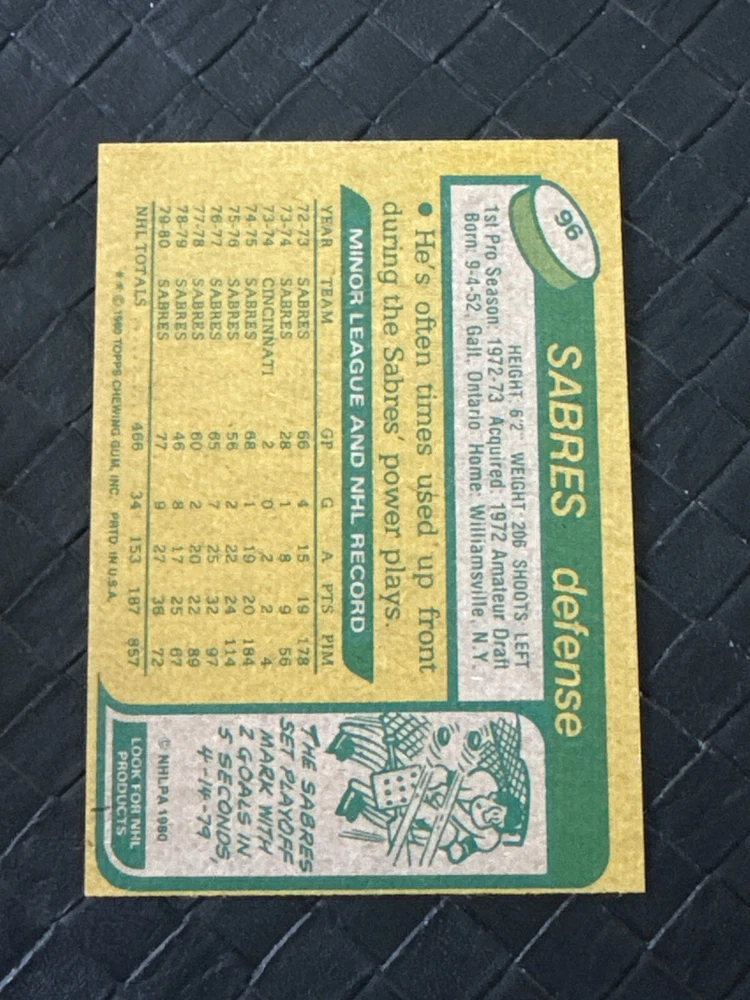 96
SABRES defense
HEIGHT: 6'2" WEIGHT: 206 SHOOTS: LEFT
1st Pro Season: 1972-73 Acquired: 1972 Amateur Draft
Born: 9-4-52, Galt, Ontario Home: Williamsville, N.Y.
• He's often times used up front
during the Sabres' power plays.
MINOR LEAGUE AND NHL RECORD
YEAR TEAM GP G A PTS PIM
72-73 SABRES 66 4 15 19 178
73-74 SABRES 28 1 8 9 56
73-74 CINCINNATI 2 0 2 2 4
74-75 SABRES 68 1 19 20 184
75-76 SABRES 56 2 22 24 114
76-77 SABRES 65 7 25 32 97
77-78 SABRES 60 2 20 22 89
78-79 SABRES 46 8 17 25 67
79-80 SABRES 77 9 27 36 72
NHL TOTALS 466 34 153 187 857
** © 1980 TOPPS CHEWING GUM, INC. PRTD. IN U.S.A.
THE SABRES
SET PLAYOFF
MARK WITH
2 GOALS IN
5 SECONDS,
4-14-79
© NHLPA 1980
LOOK FOR NHL
PRODUCTS